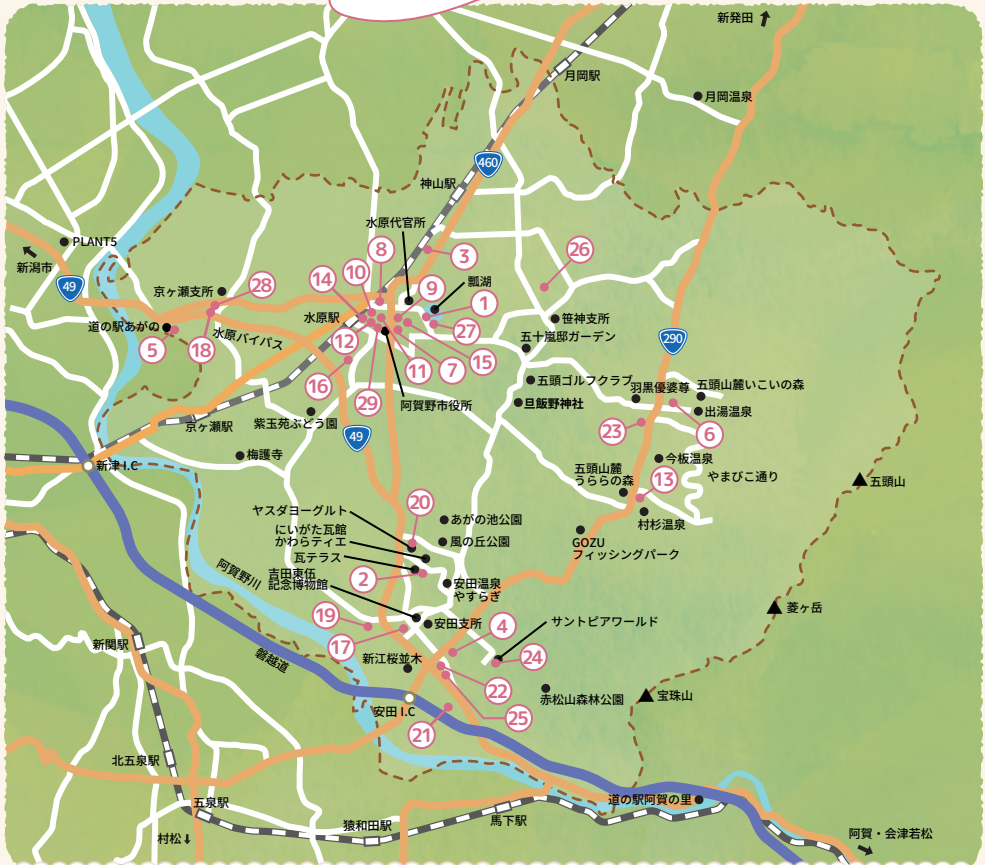 新発田
月岡駅
月岡温泉
460
神山駅
水原代官所
PLANT5
8
3
26
新潟市
10
14
28
瓢湖
9
49
京ヶ瀬支所
1
水原駅
笹神支所
道の駅あがの
27
水原バイパス
五十嵐邸ガーデン
290
5
18
12
15
11
7
16
五頭ゴルフクラブ
羽黒優婆尊
五頭山麓いこいの森
29
阿賀野市役所
旦飯野神社
出湯温泉
京ヶ瀬駅
紫玉苑ぶどう園
23
6
49
梅護寺
今板温泉
新津 I.C
五頭山麓
うららの森
13
やまびこ通り
五頭山
20
ヤスダヨーグルト
あがの池公園
村杉温泉
にいがた瓦館
かわらティエ
風の丘公園
GOZU
フィッシングパーク
瓦テラス
阿賀野川
吉田東伍
記念博物館
2
安田温泉
やすらぎ
菱ヶ岳
19
安田支所
4
サントピアワールド
新関駅
17
磐越道
新江桜並木
24
22
赤松山森林公園
宝珠山
安田 I.C
25
21
北五泉駅
五泉駅
道の駅阿賀の里
猿和田駅
馬下駅
村松↓
阿賀・会津若松